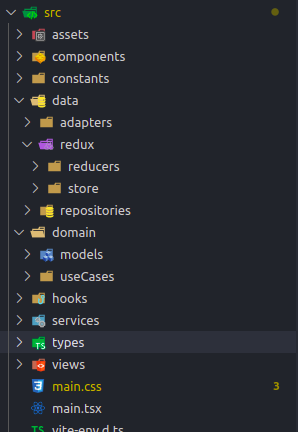 src
assets
components
constants
data
adapters
redux
reducers
store
repositories
domain
models
useCases
hooks
services
TS
types
views
main.css 3
main.tsx
vite-env.d.ts